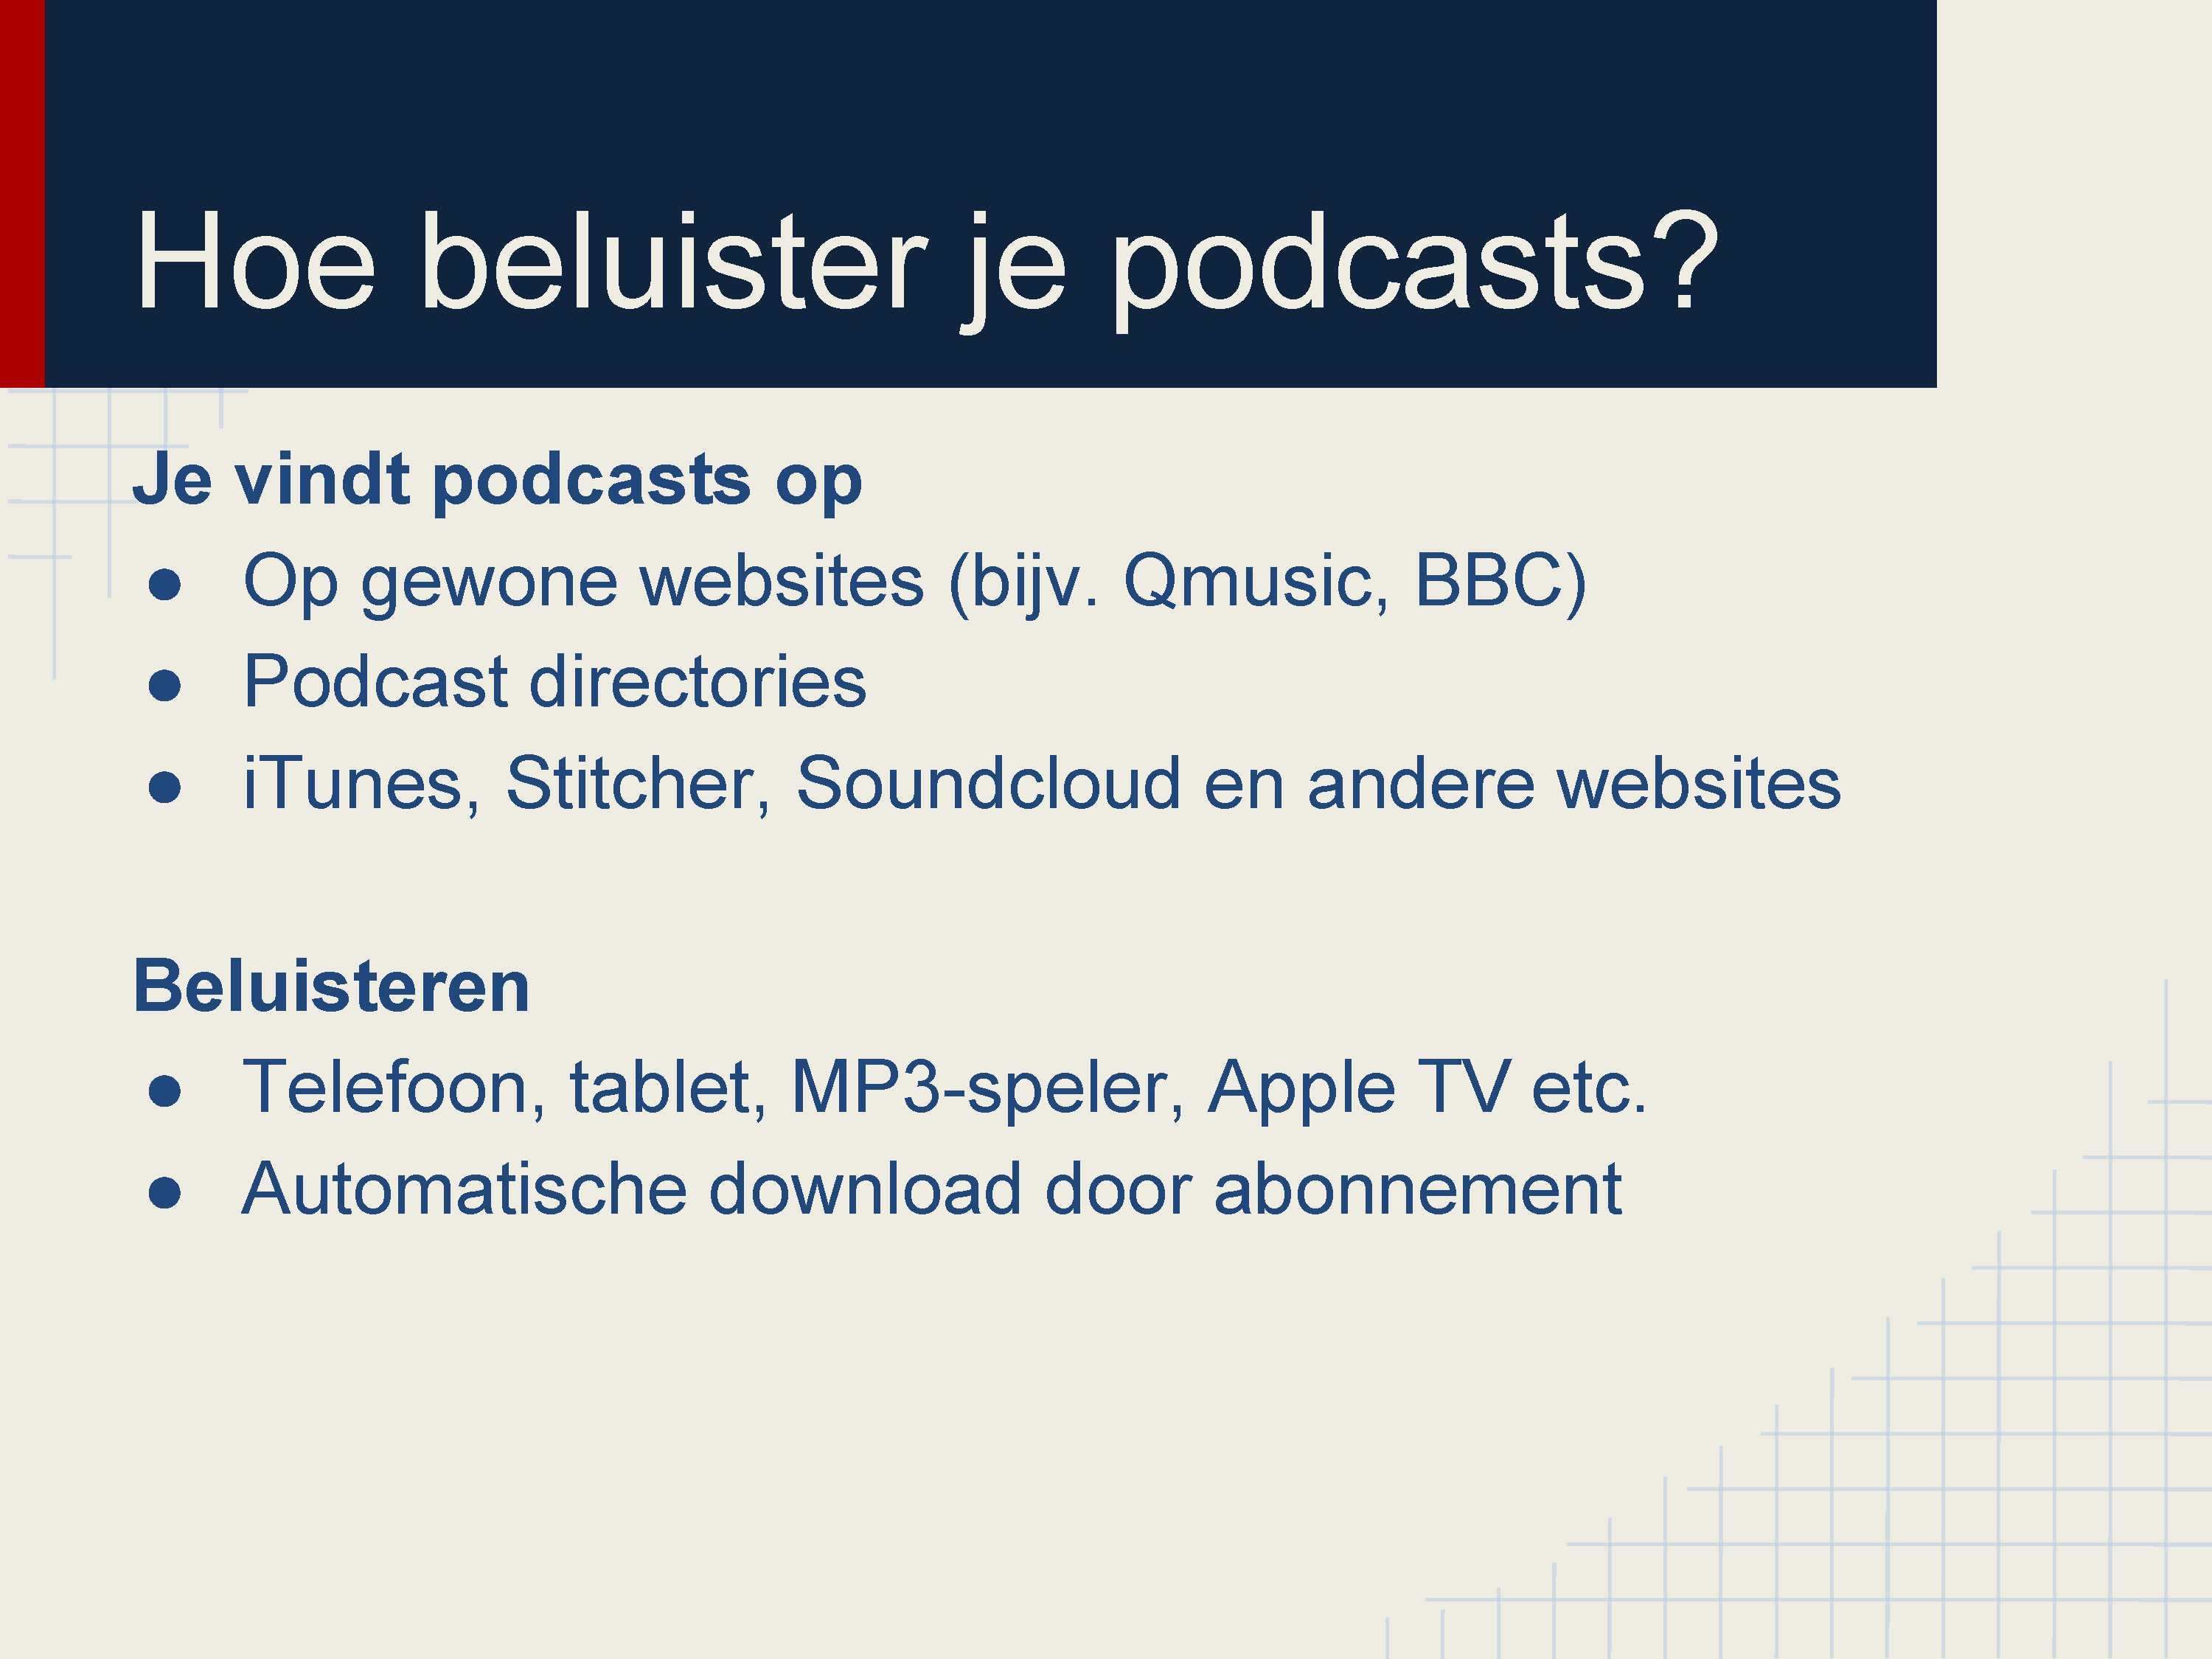 Hoe beluister je podcasts?
Je vindt podcasts op
● Op gewone websites (bijv. Qmusic, BBC)
● Podcast directories
● iTunes, Stitcher, Soundcloud en andere websites
Beluisteren
● Telefoon, tablet, MP3-speler, Apple TV etc.
● Automatische download door abonnement